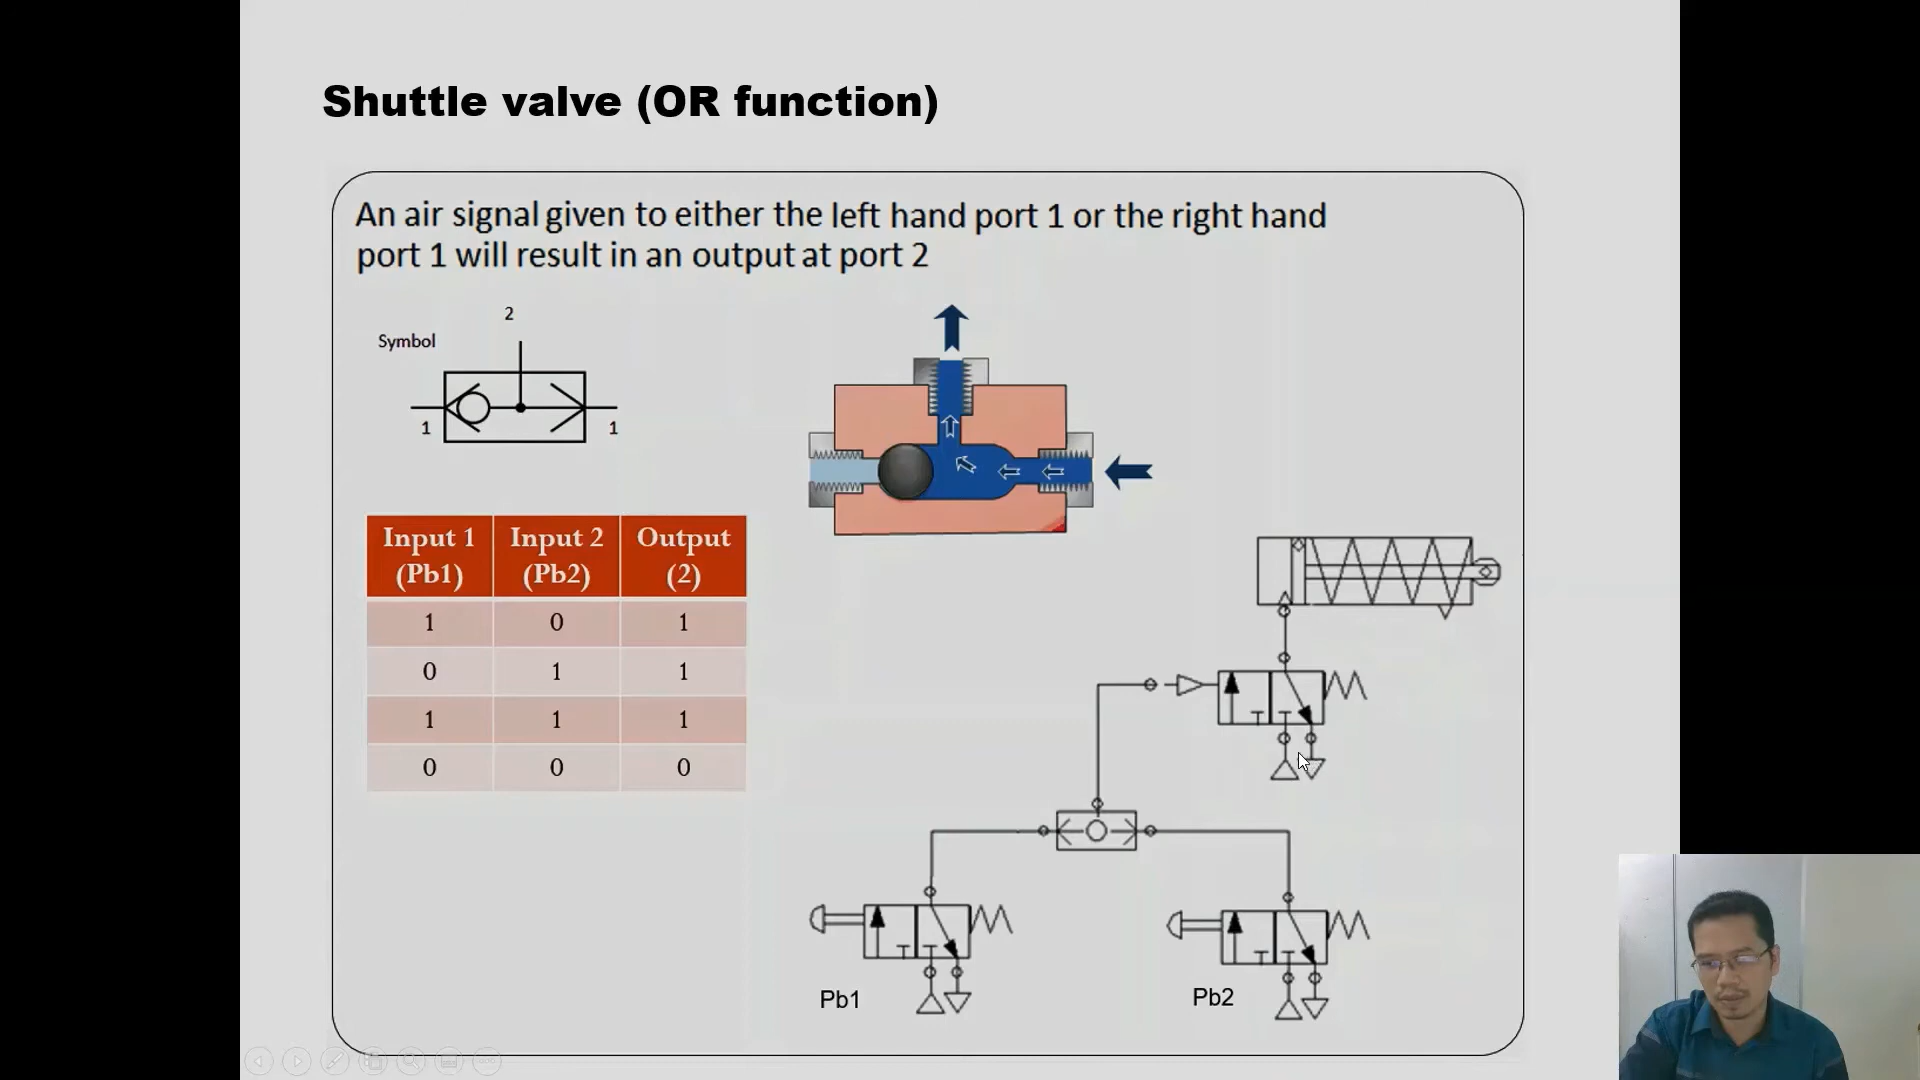 Shuttle valve (OR function)
An air signal given to either the left hand port 1 or the right hand
port 1 will result in an output at port 2
2
Symbol
1
1
Input 1 (Pb1) Input 2 (Pb2) Output (2)
1 0 1
0 1 1
1 1 1
0 0 0
Pb1
Pb2